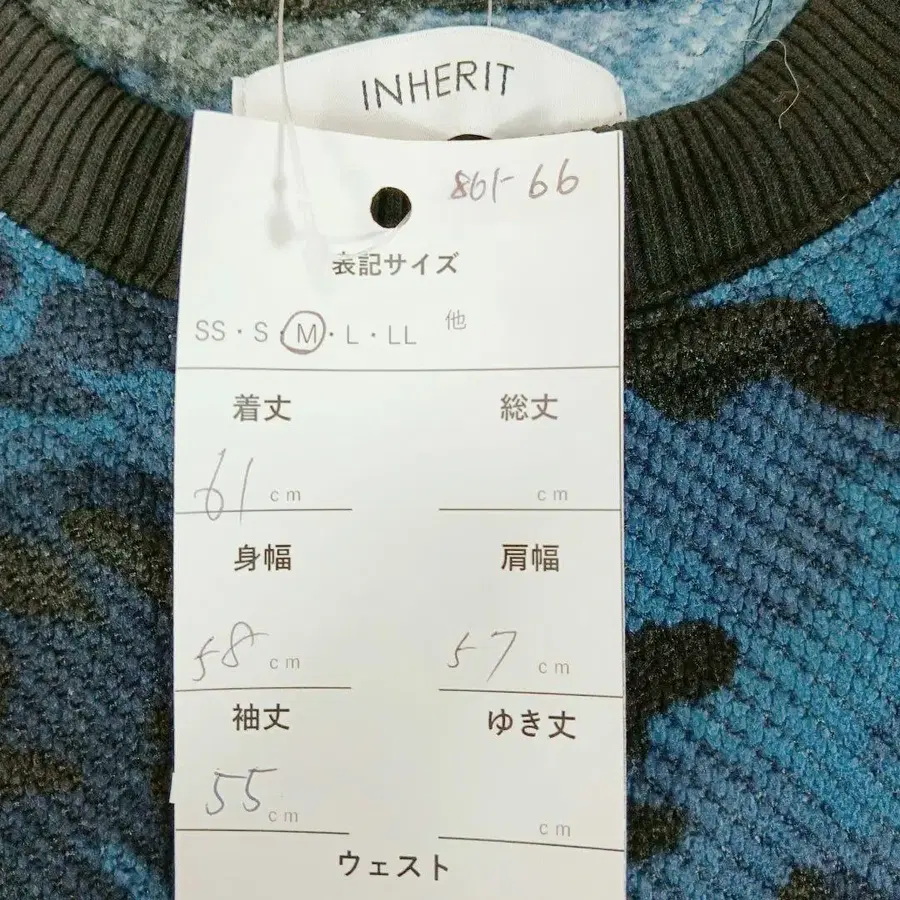 INHERIT
861-66
表記サイズ
SS・S・M・L・LL 他
着丈 総丈
61 cm cm
身幅 肩幅
58 cm 57 cm
袖丈 ゆき丈
55 cm cm
ウェスト